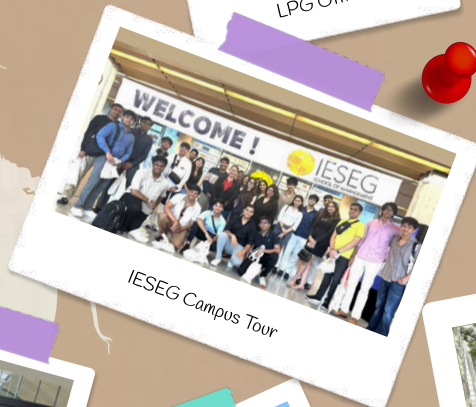 LPG
WELCOME!
IESEG
SCHOOL OF MANAGEMENT
IESEG Campus Tour